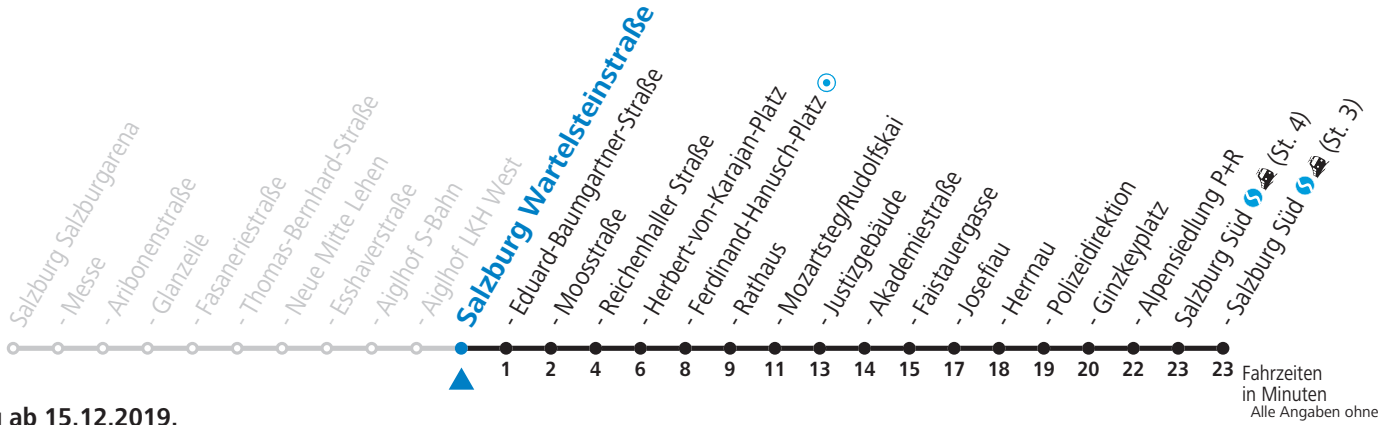 Salzburg Salzburgarena
- Messe
- Aribonenstraße
- Glanzeile
- Fasaneriestraße
- Thomas-Bernhard-Straße
- Neue Mitte Lehen
- Esshaverstraße
- Aiglhof S-Bahn
- Aiglhof LKH West
Salzburg Wartelsteinstraße
- Eduard-Baumgartner-Straße
- Moosstraße
- Reichenhaller Straße
- Herbert-von-Karajan-Platz
- Ferdinand-Hanusch-Platz
- Rathaus
- Mozartsteg/Rudolfskai
- Justizgebäude
- Akademiestraße
- Faistauergasse
- Josefiau
- Herrnau
- Polizeidirektion
- Ginzkeyplatz
- Alpensiedlung P+R
Salzburg Süd (St. 4)
- Salzburg Süd (St. 3)
1 2 4 6 8 9 11 13 14 15 17 18 19 20 22 23 23
Fahrzeiten
in Minuten
Alle Angaben ohne
ab 15.12.2019.